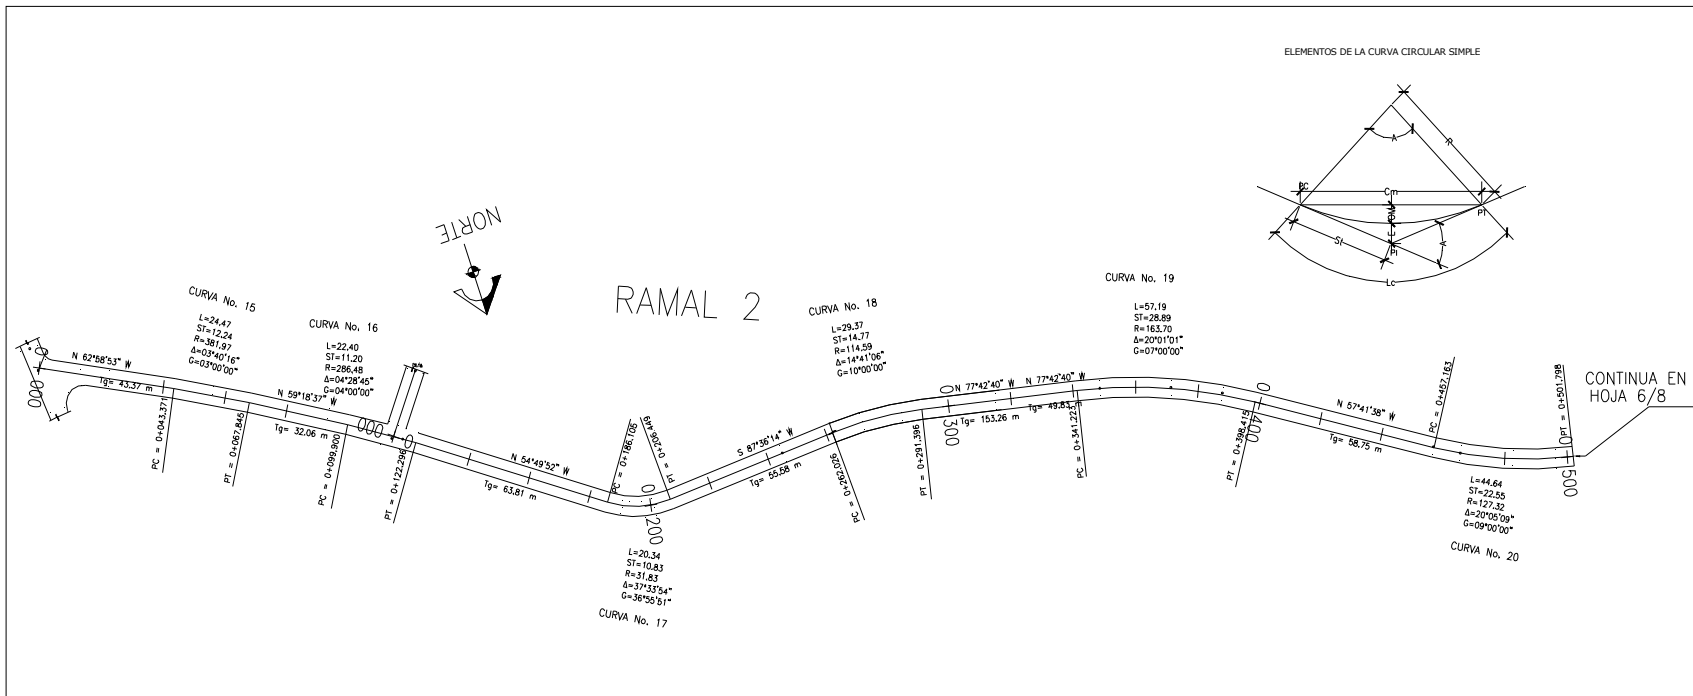 ELEMENTOS DE LA CURVA CIRCULAR SIMPLE
A
R
PC
Cm
PT
OM
E
St
PI
A
Lc
NORTE
RAMAL 2
CURVA No. 15
L=24.47
ST=12.24
R=381.97
Δ=03°40'16"
G=03°00'00"
CURVA No. 16
L=22.40
ST=11.20
R=286.48
Δ=04°28'45"
G=04°00'00"
CURVA No. 18
L=29.37
ST=14.77
R=114.59
Δ=14°41'06"
G=10°00'00"
CURVA No. 19
L=57.19
ST=28.89
R=163.70
Δ=20°01'01"
G=07°00'00"
0
000
N 62°58'53" W
Tg= 43.37 m
PC = 0+043.371
PT = 0+067.845
N 59°18'37" W
Tg= 32.06 m
PC = 0+099.900
PT = 0+122.296
000
0
N 54°49'52" W
Tg= 63.81 m
PC = 0+186.106
PT = 0+206.449
0
200
S 87°36'14" W
Tg= 55.58 m
PC = 0+262.026
PT = 0+291.396
0
300
N 77°42'40" W
N 77°42'40" W
Tg= 153.26 m
Tg= 49.83 m
PC = 0+341.223
PT = 0+398.415
0
400
N 57°41'38" W
Tg= 58.75 m
PC = 0+457.163
PT = 0+501.798
0
500
CONTINUA EN
HOJA 6/8
L=20.34
ST=10.83
R=31.83
Δ=37°33'54"
G=36°55'51"
CURVA No. 17
L=44.64
ST=22.55
R=127.32
Δ=20°05'09"
G=09°00'00"
CURVA No. 20